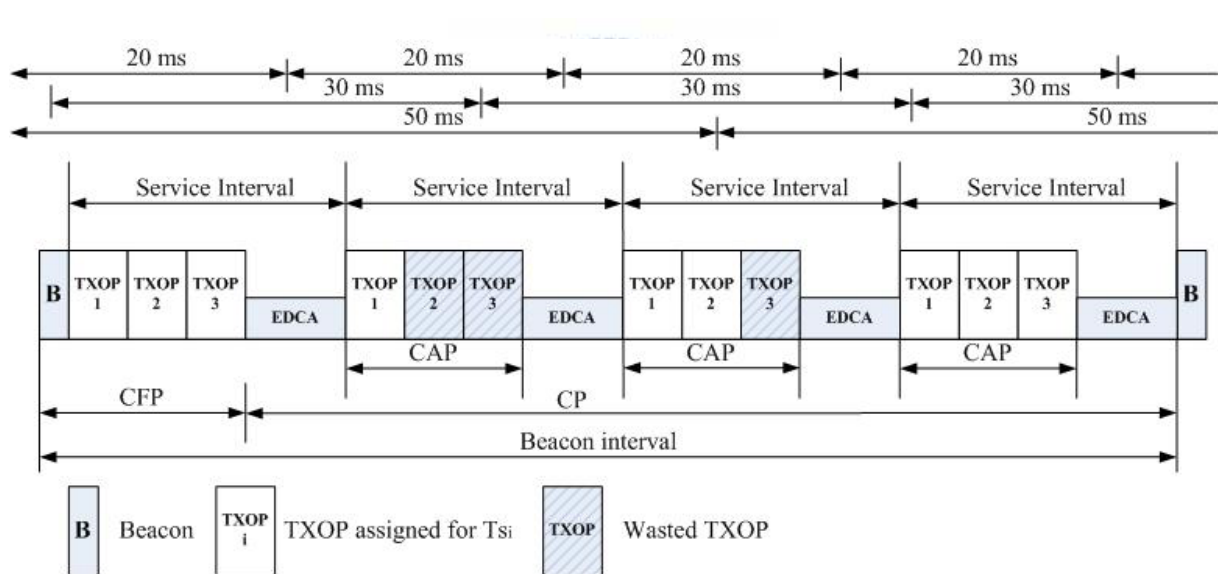 20 ms 20 ms 20 ms 20 ms
30 ms 30 ms 30 ms
50 ms 50 ms
Service Interval Service Interval Service Interval Service Interval
B TXOP 1 TXOP 2 TXOP 3 EDCA TXOP 1 TXOP 2 TXOP 3 EDCA TXOP 1 TXOP 2 TXOP 3 EDCA TXOP 1 TXOP 2 TXOP 3 EDCA B
CAP CAP CAP
CFP CP
Beacon interval
B Beacon TXOP i TXOP assigned for Tsi TXOP Wasted TXOP